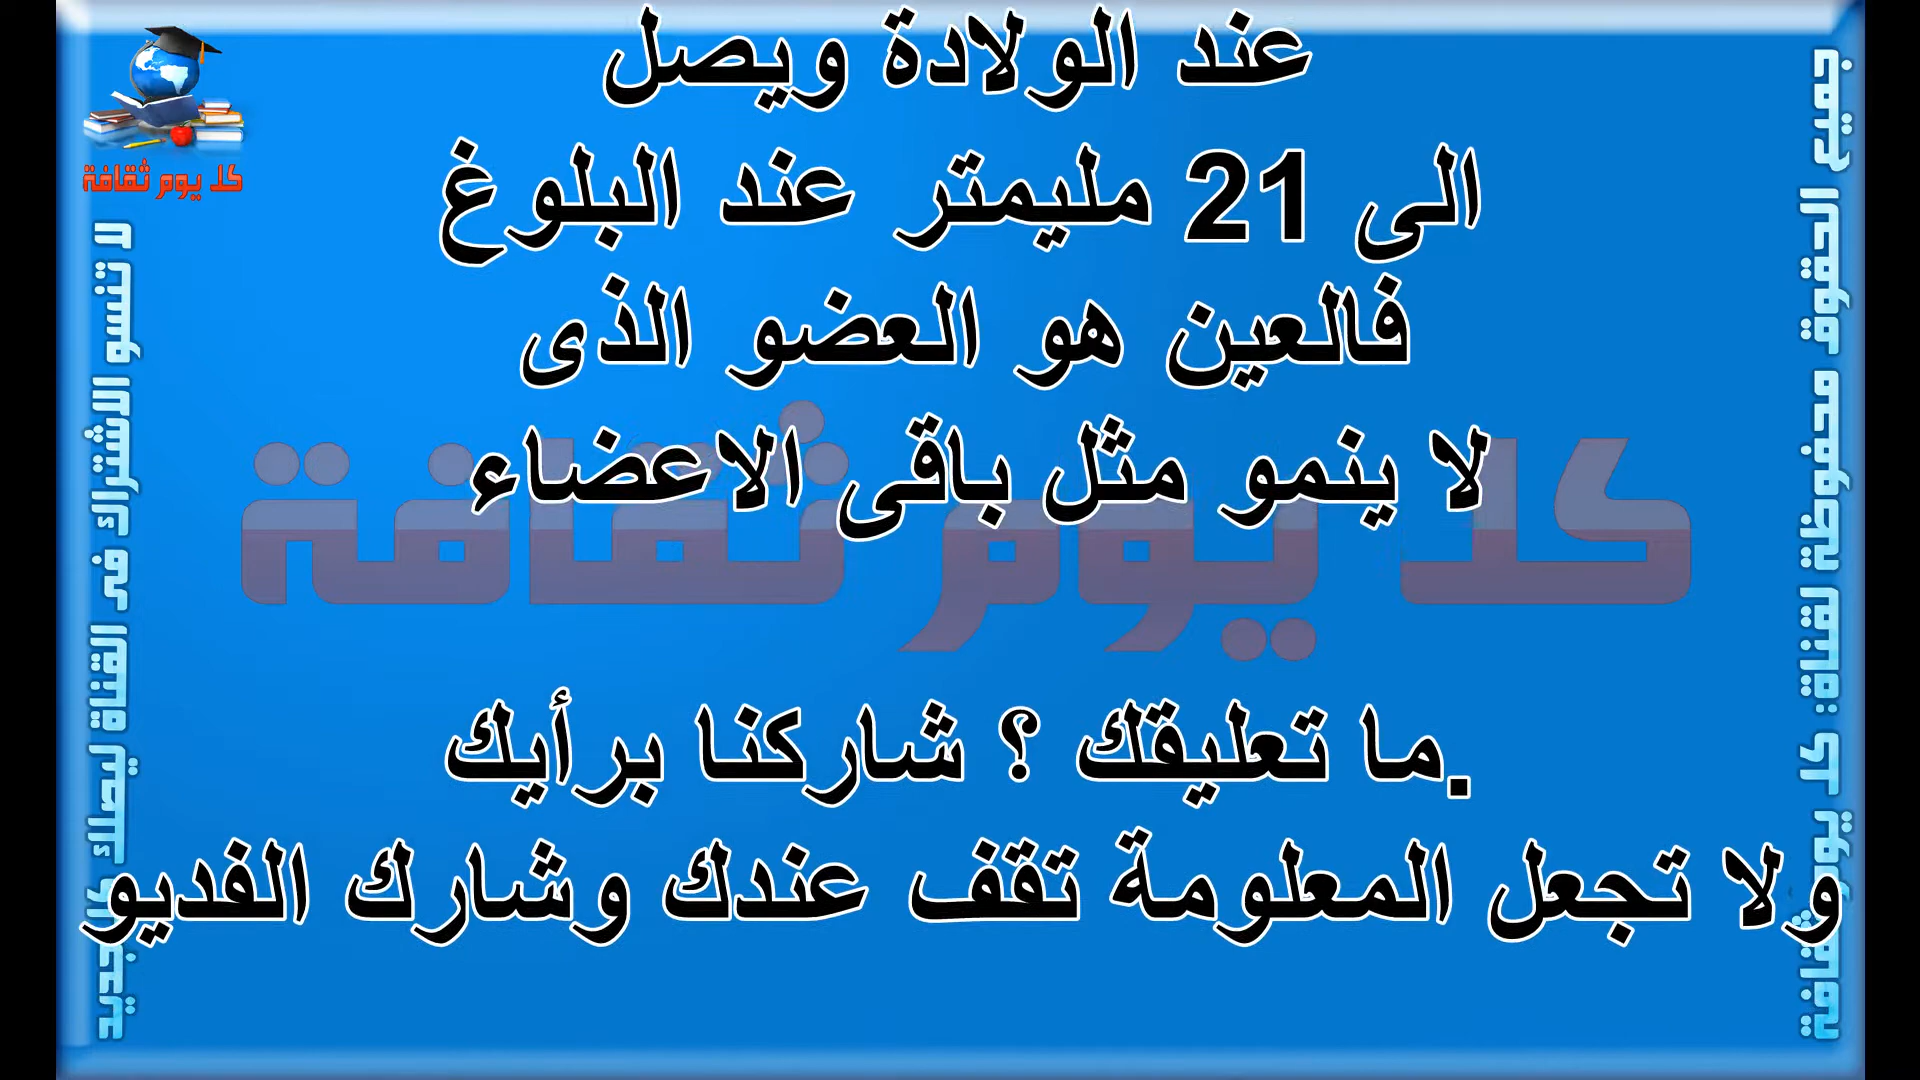 عند الولادة ويصل
الى 21 مليمتر عند البلوغ
فالعين هو العضو الذى
لا ينمو مثل باقى الاعضاء
كل يوم ثقافة
ما تعليقك ؟ شاركنا برأيك.
ولا تجعل المعلومة تقف عندك وشارك الفديو
كل يوم ثقافة
جميع الحقوق محفوظة لقناة: كل يوم ثقافة
لا تنسو الاشتراك فى القناة ليصلك كل جديد